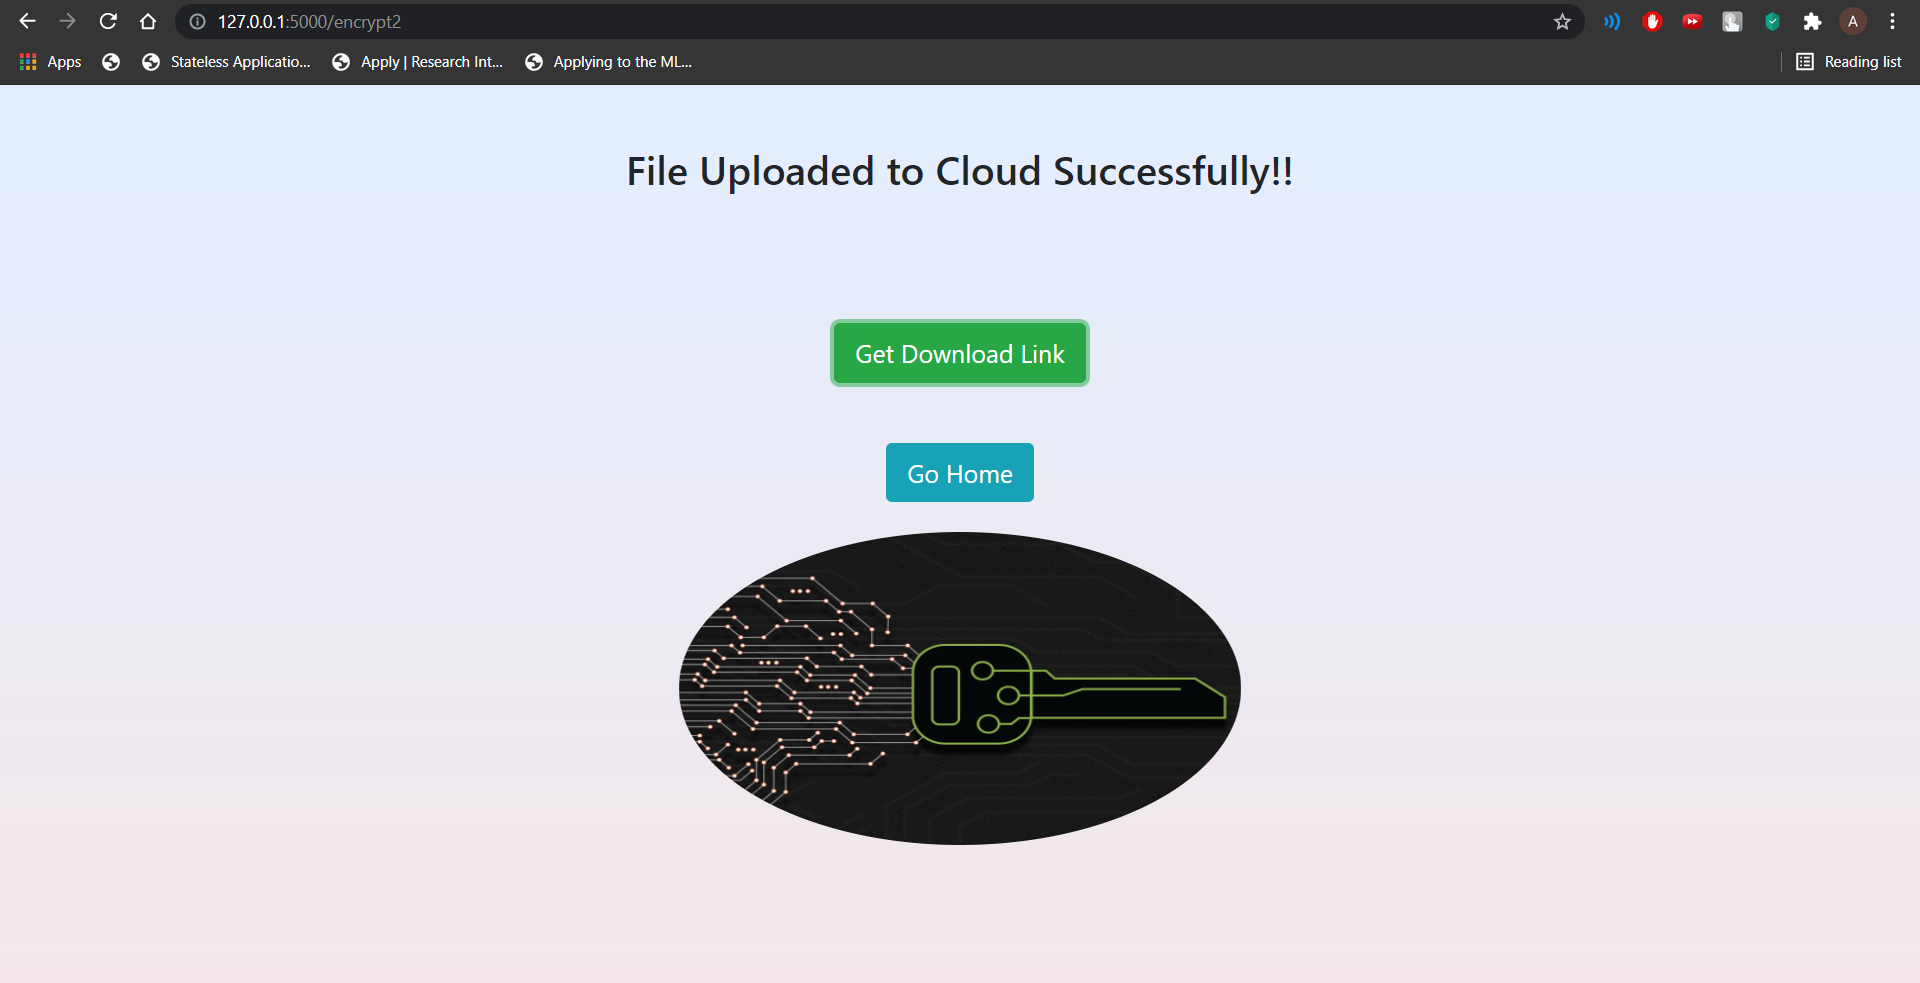 127.0.0.1:5000/encrypt2
A
Apps
Stateless Applicatio...
Apply | Research Int...
Applying to the ML...
Reading list
File Uploaded to Cloud Successfully!!
Get Download Link
Go Home